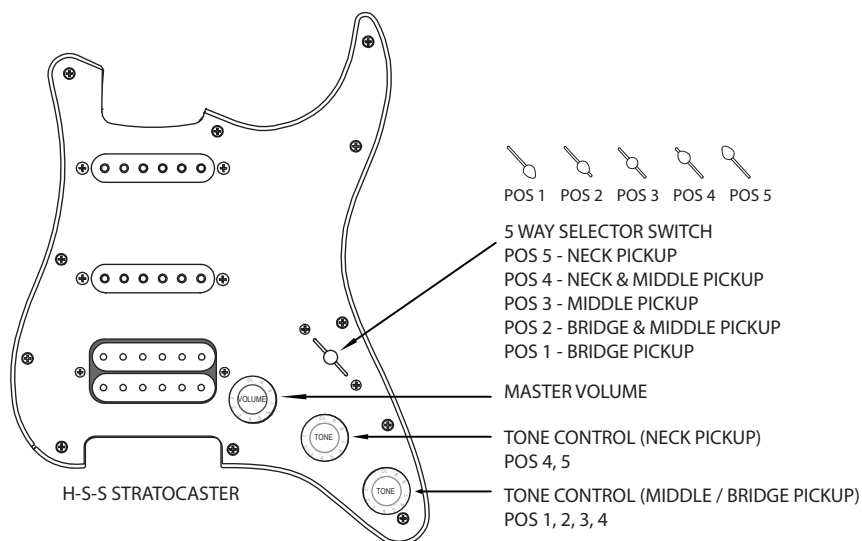 POS 1 POS 2 POS 3 POS 4 POS 5
5 WAY SELECTOR SWITCH
POS 5 - NECK PICKUP
POS 4 - NECK & MIDDLE PICKUP
POS 3 - MIDDLE PICKUP
POS 2 - BRIDGE & MIDDLE PICKUP
POS 1 - BRIDGE PICKUP
MASTER VOLUME
VOLUME
TONE CONTROL (NECK PICKUP)
POS 4, 5
TONE
TONE CONTROL (MIDDLE / BRIDGE PICKUP)
POS 1, 2, 3, 4
TONE
H-S-S STRATOCASTER